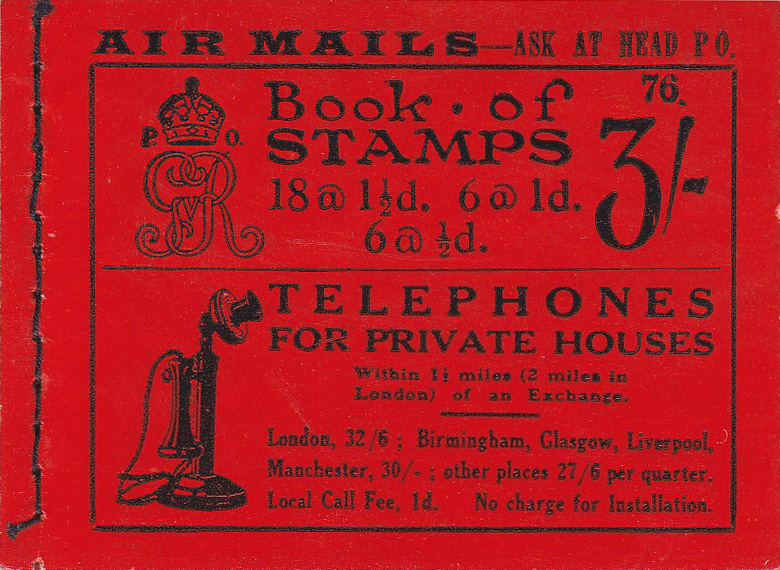 AIR MAILS—ASK AT HEAD P O.
76.
P. O.
GR
Book · of
STAMPS
3/-
18 @ 1½d. 6 @ 1d.
6 @ ½d.
TELEPHONES
FOR PRIVATE HOUSES
Within 1½ miles (2 miles in
London) of an Exchange.
London, 32/6 ; Birmingham, Glasgow, Liverpool,
Manchester, 30/- ; other places 27/6 per quarter.
Local Call Fee, 1d. No charge for Installation.